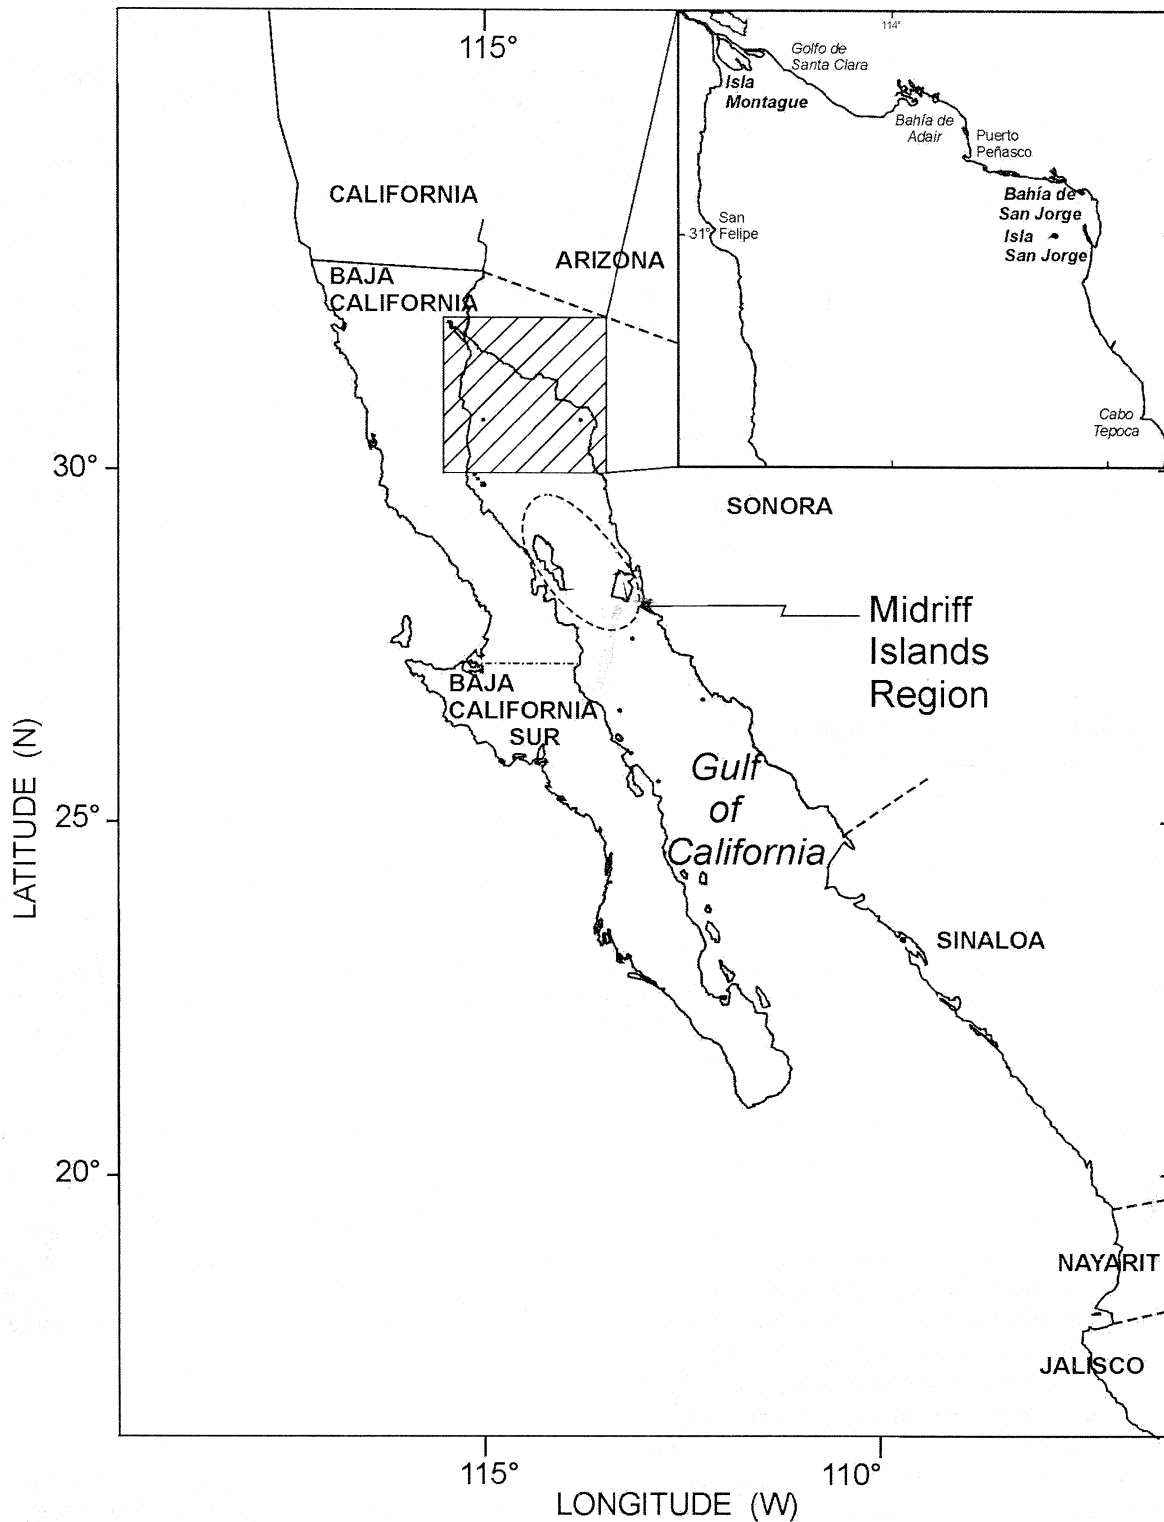 115°
114°
Golfo de
Santa Clara
Isla
Montague
Bahía de
Adair
Puerto
Peñasco
Bahía de
San Jorge
Isla
San Jorge
31°
San
Felipe
Cabo
Tepoca
CALIFORNIA
ARIZONA
BAJA
CALIFORNIA
30°
SONORA
Midriff
Islands
Region
BAJA
CALIFORNIA
SUR
Gulf
of
California
25°
LATITUDE (N)
SINALOA
20°
NAYARIT
JALISCO
115°
110°
LONGITUDE (W)